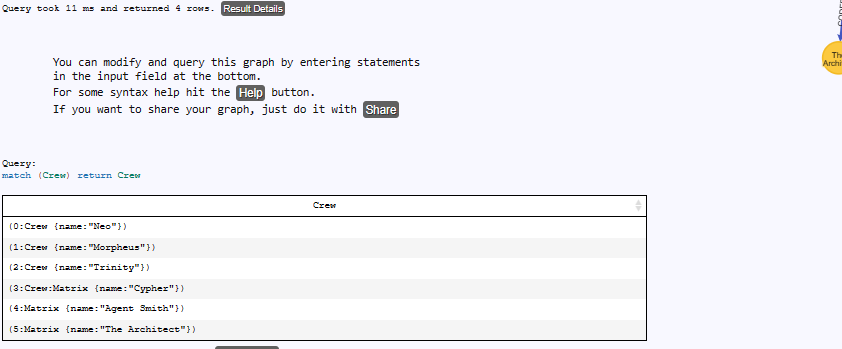 Query took 11 ms and returned 4 rows. Result Details
You can modify and query this graph by entering statements
in the input field at the bottom.
For some syntax help hit the Help button.
If you want to share your graph, just do it with Share
Query:
match (Crew) return Crew
Crew
(0:Crew {name:"Neo"})
(1:Crew {name:"Morpheus"})
(2:Crew {name:"Trinity"})
(3:Crew:Matrix {name:"Cypher"})
(4:Matrix {name:"Agent Smith"})
(5:Matrix {name:"The Architect"})